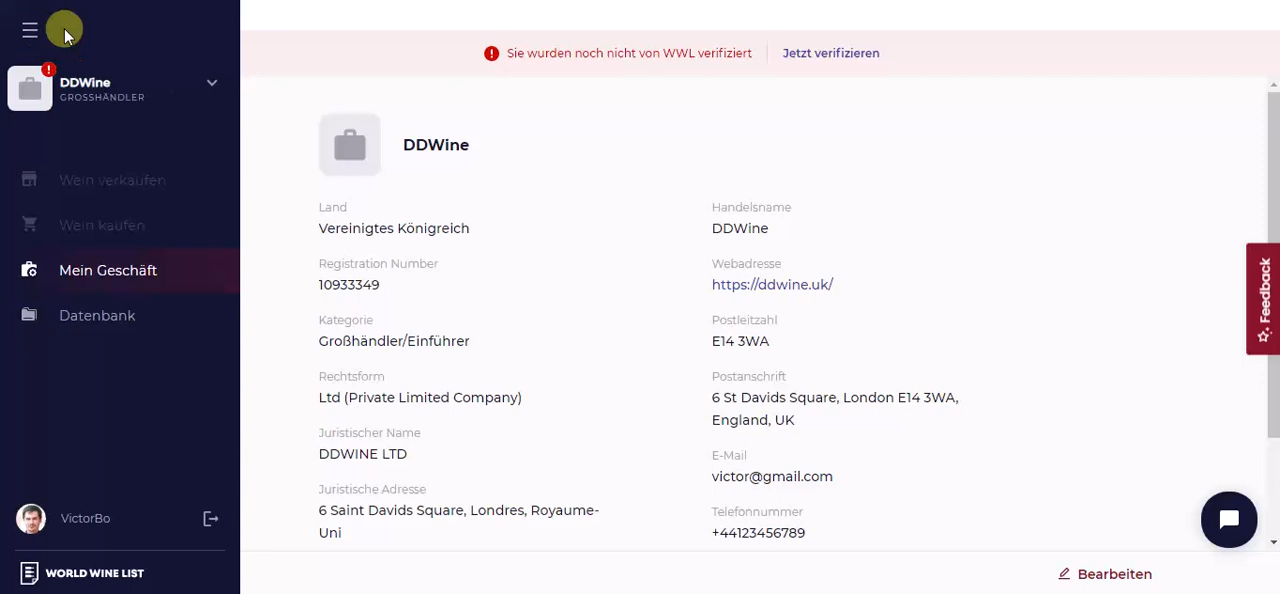 Sie wurden noch nicht von WWL verifiziert
Jetzt verifizieren
DDWine
GROSSHÄNDLER
Wein verkaufen
Wein kaufen
Mein Geschäft
Datenbank
VictorBo
WORLD WINE LIST
DDWine
Land
Vereinigtes Königreich
Registration Number
10933349
Kategorie
Großhändler/Einführer
Rechtsform
Ltd (Private Limited Company)
Juristischer Name
DDWINE LTD
Juristische Adresse
6 Saint Davids Square, Londres, Royaume-
Uni
Handelsname
DDWine
Webadresse
https://ddwine.uk/
Postleitzahl
E14 3WA
Postanschrift
6 St Davids Square, London E14 3WA,
England, UK
E-Mail
victor@gmail.com
Telefonnummer
+44123456789
Bearbeiten
Feedback